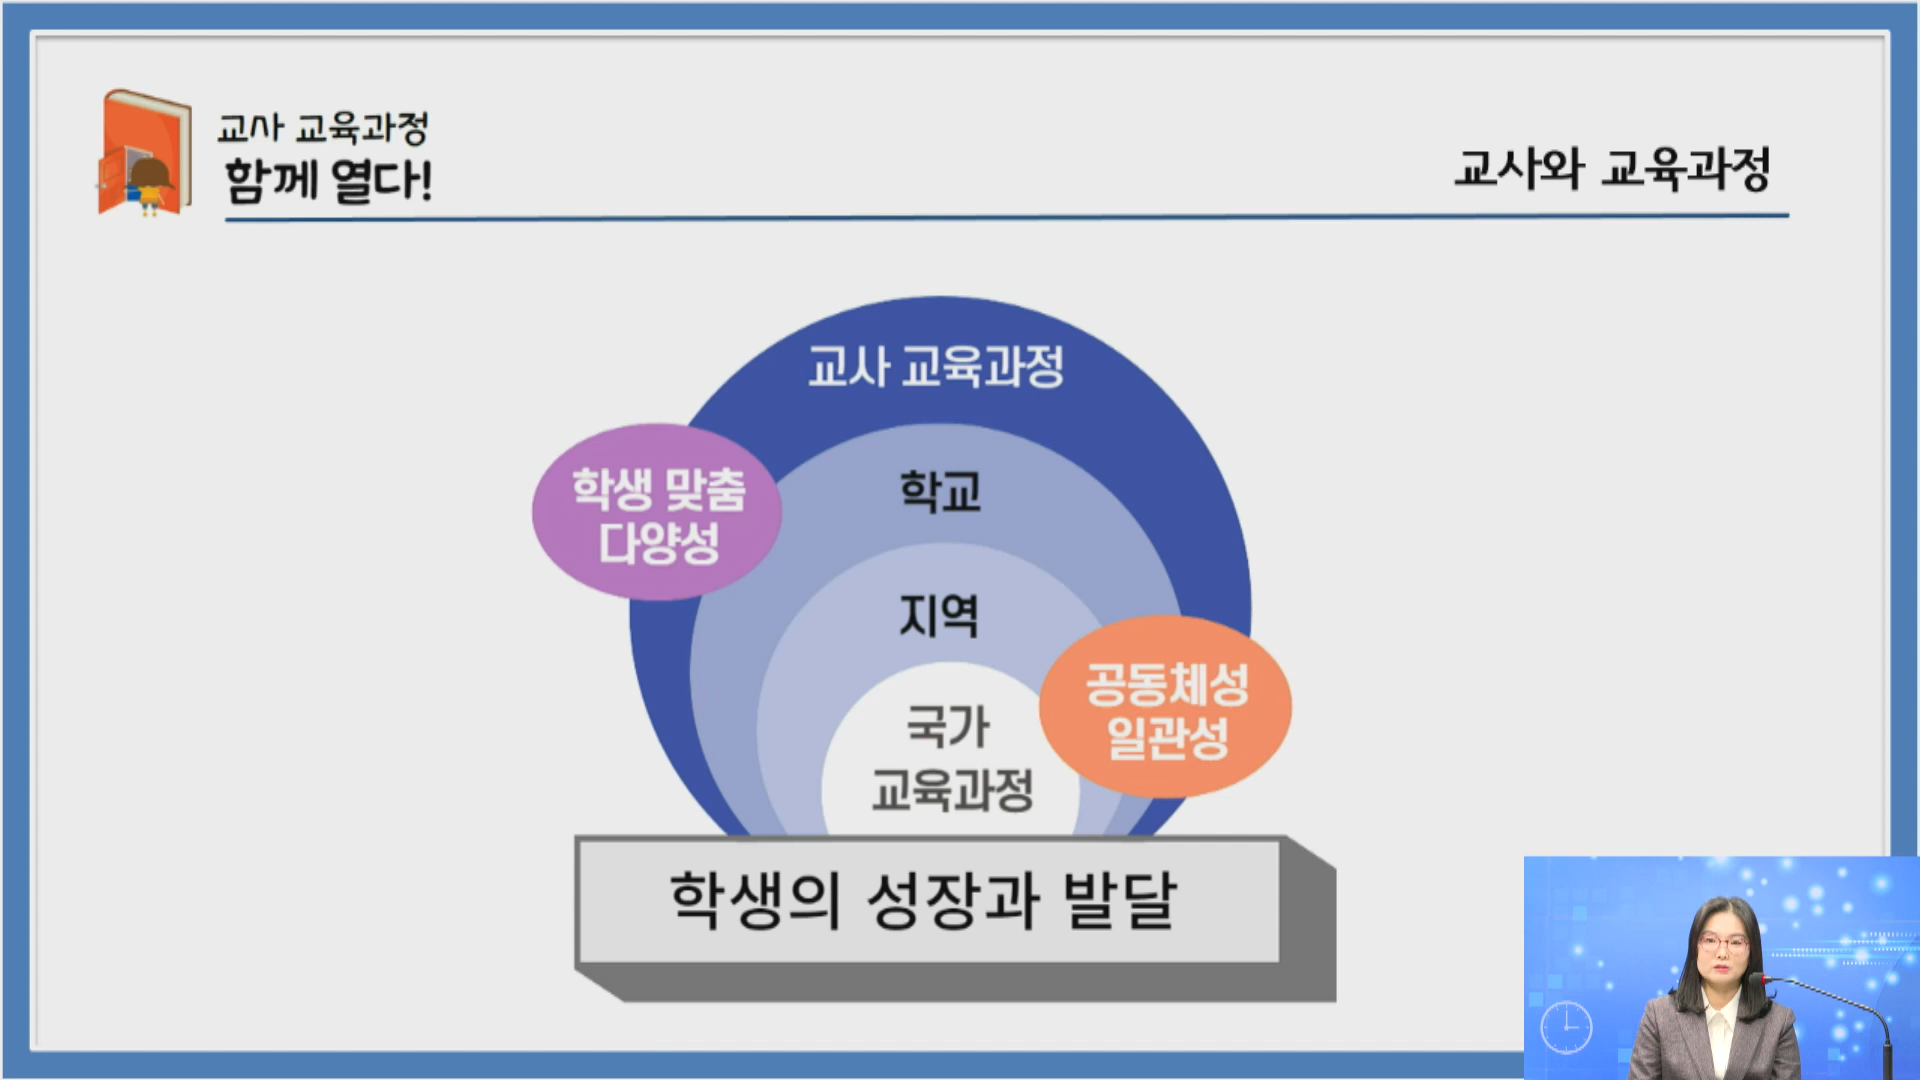 교사 교육과정
함께 열다!
교사와 교육과정
교사 교육과정
학생 맞춤
다양성
학교
지역
공동체성
일관성
국가
교육과정
학생의 성장과 발달